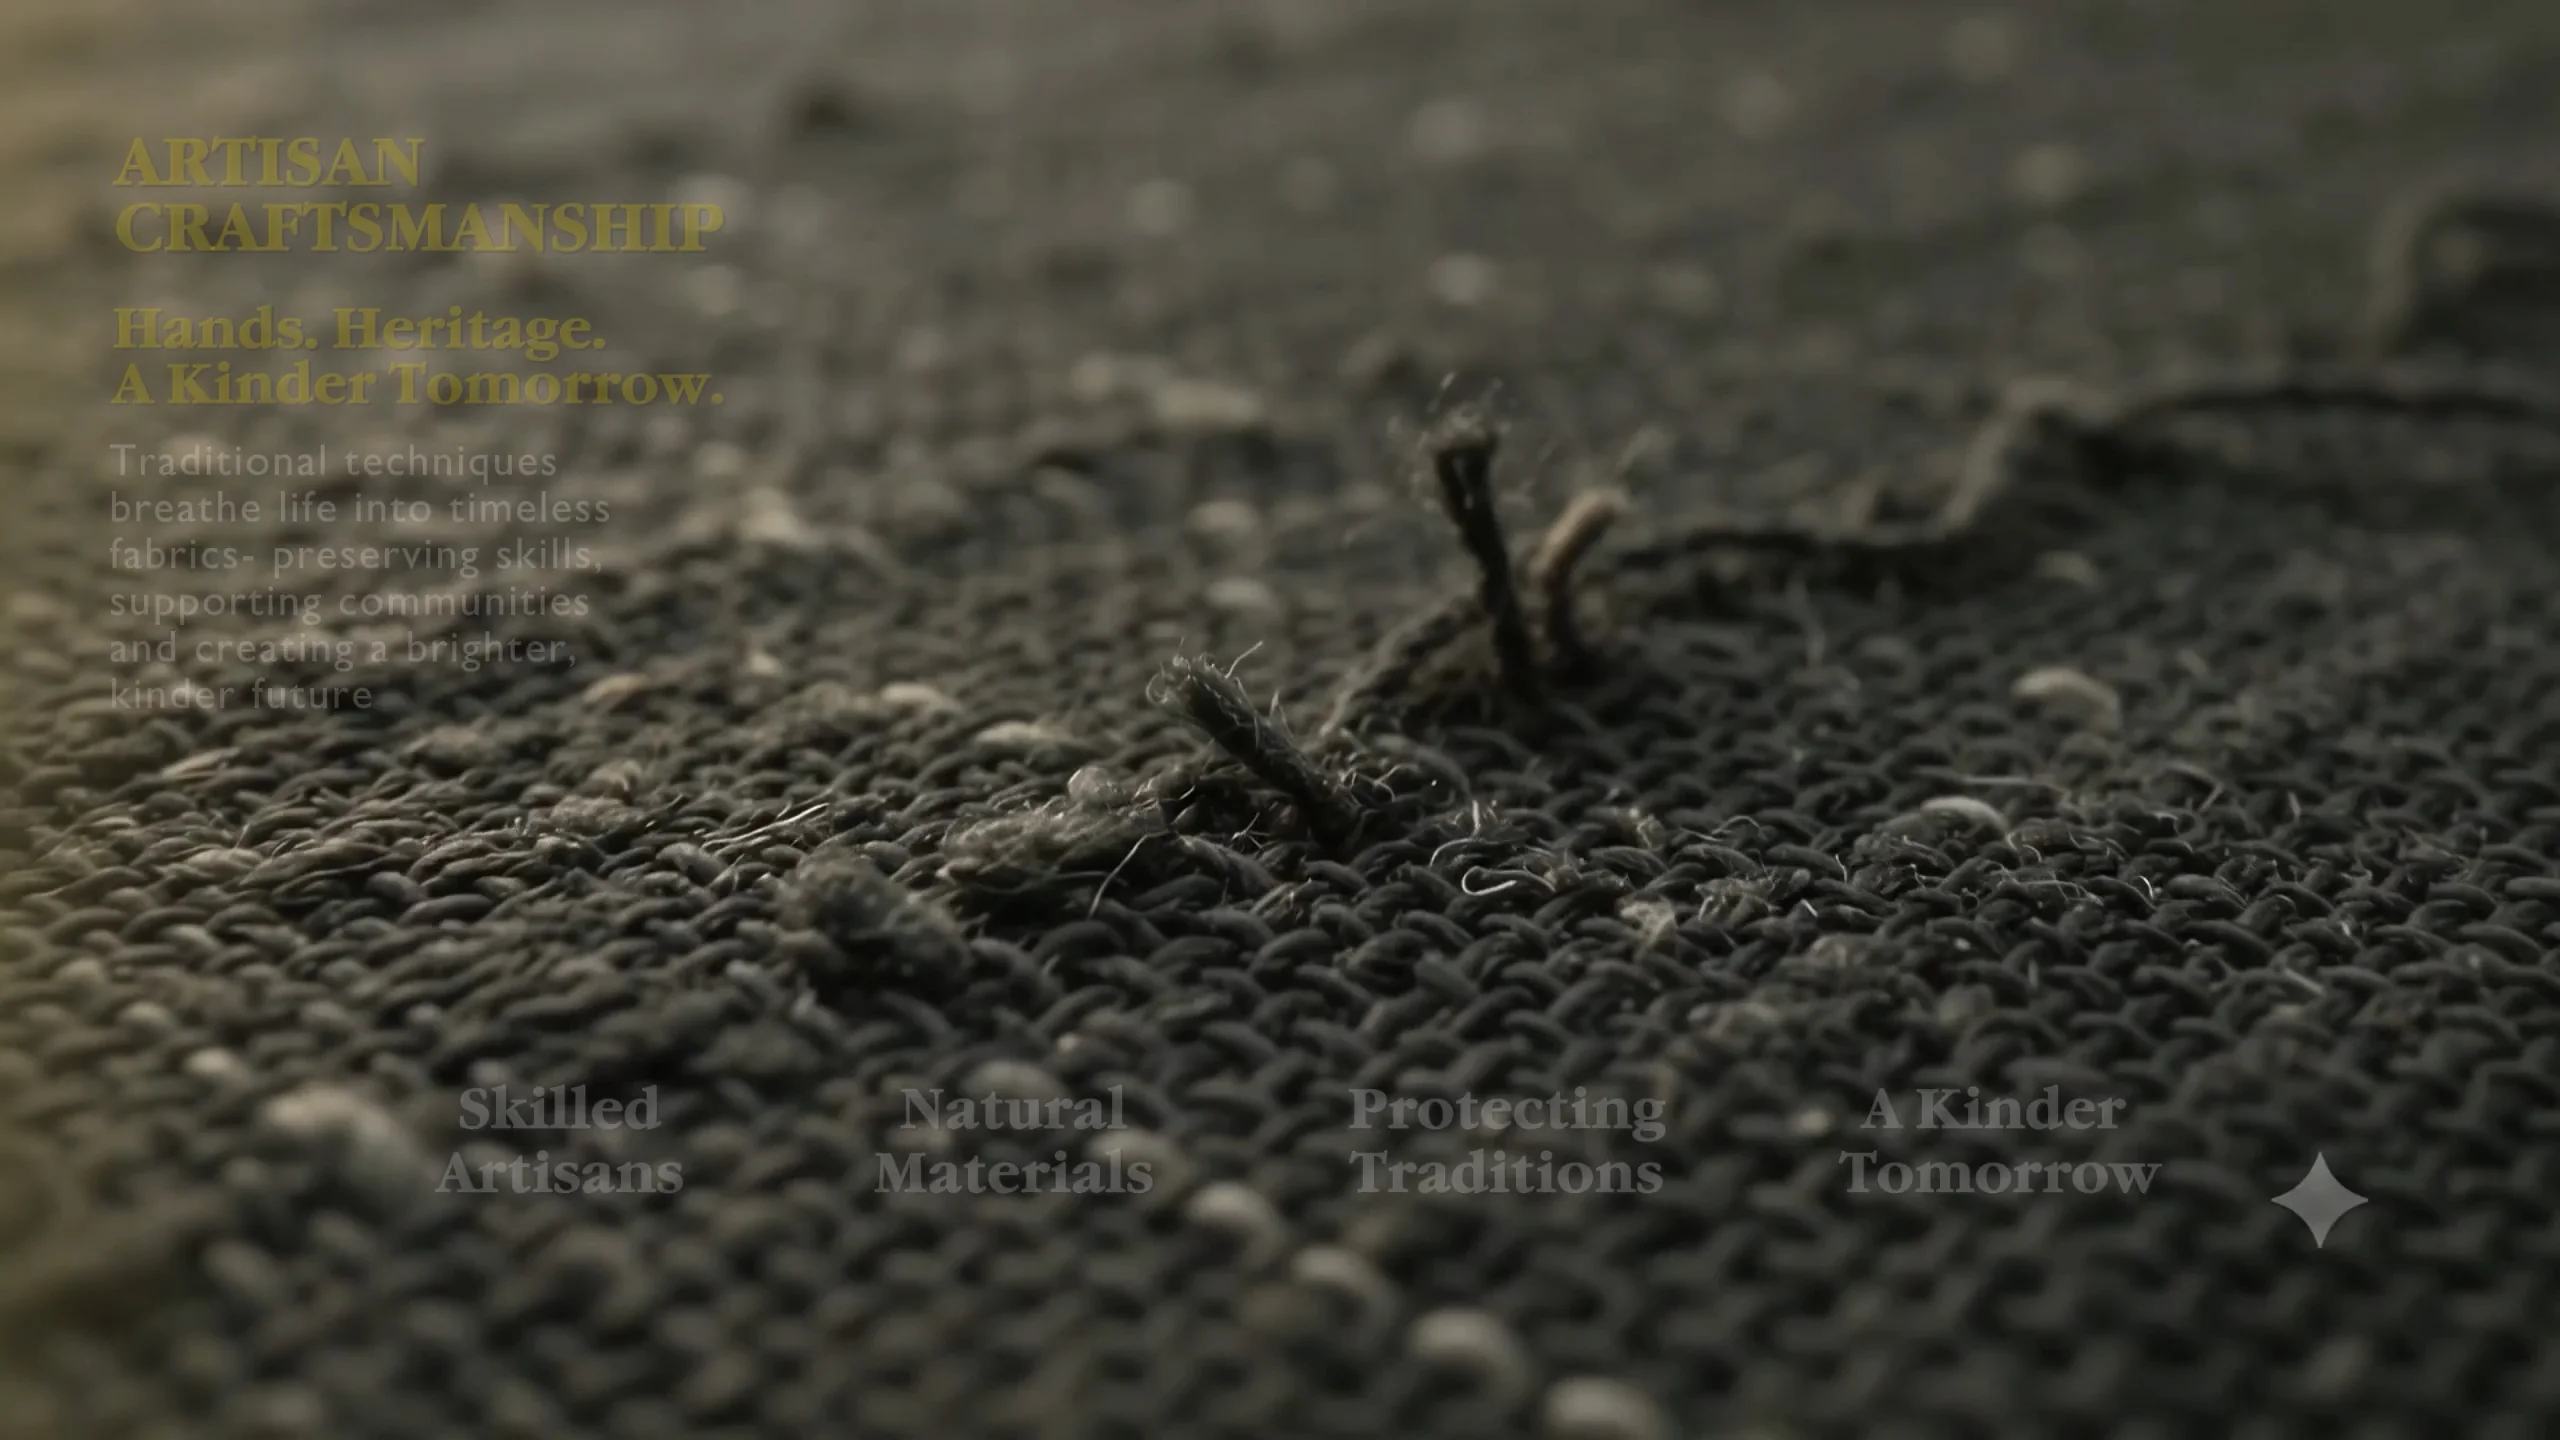 ARTISAN
CRAFTSMANSHIP
Hands. Heritage.
A Kinder Tomorrow.
Traditional techniques
breathe life into timeless
fabrics- preserving skills,
supporting communities
and creating a brighter,
kinder future
Skilled
Artisans
Natural
Materials
Protecting
Traditions
A Kinder
Tomorrow